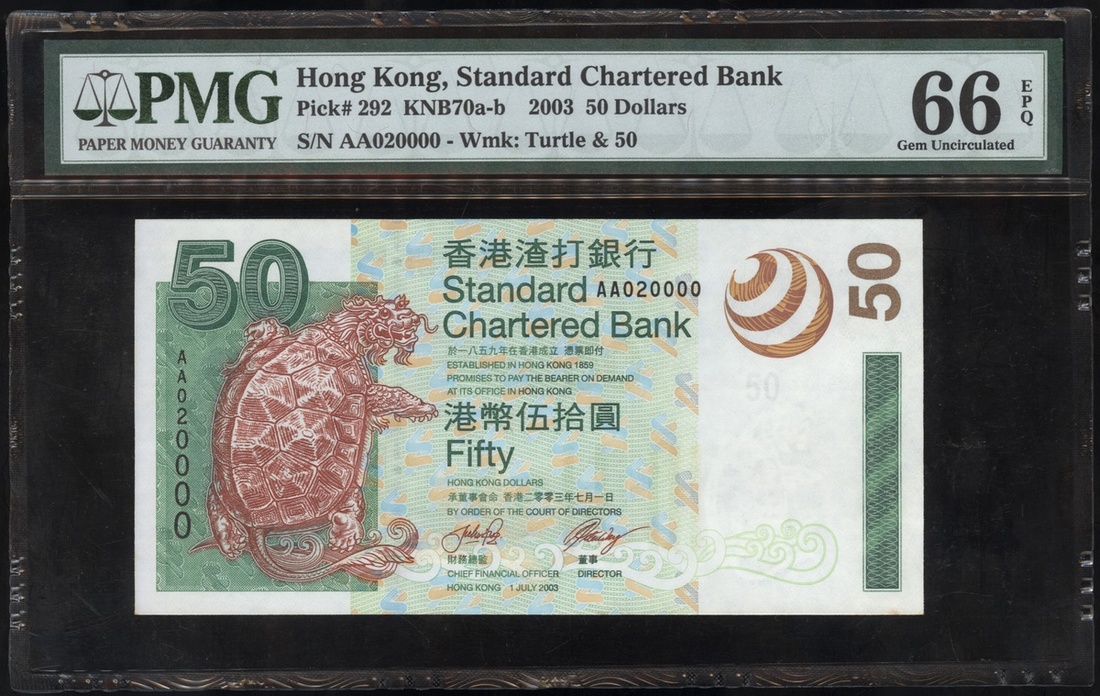 PMG
PAPER MONEY GUARANTY
Hong Kong, Standard Chartered Bank
Pick# 292 KNB70a-b 2003 50 Dollars
S/N AA020000 - Wmk: Turtle & 50
66
EPQ
Gem Uncirculated
50
AA020000
香港渣打銀行
Standard AA020000
Chartered Bank
於一八五九年在香港成立 憑票即付
ESTABLISHED IN HONG KONG 1859
PROMISES TO PAY THE BEARER ON DEMAND
AT ITS OFFICE IN HONG KONG
港幣伍拾圓
Fifty
HONG KONG DOLLARS
承董事會命 香港二零零三年七月一日
BY ORDER OF THE COURT OF DIRECTORS
財務總監 董事
CHIEF FINANCIAL OFFICER DIRECTOR
HONG KONG 1 JULY 2003
50
50